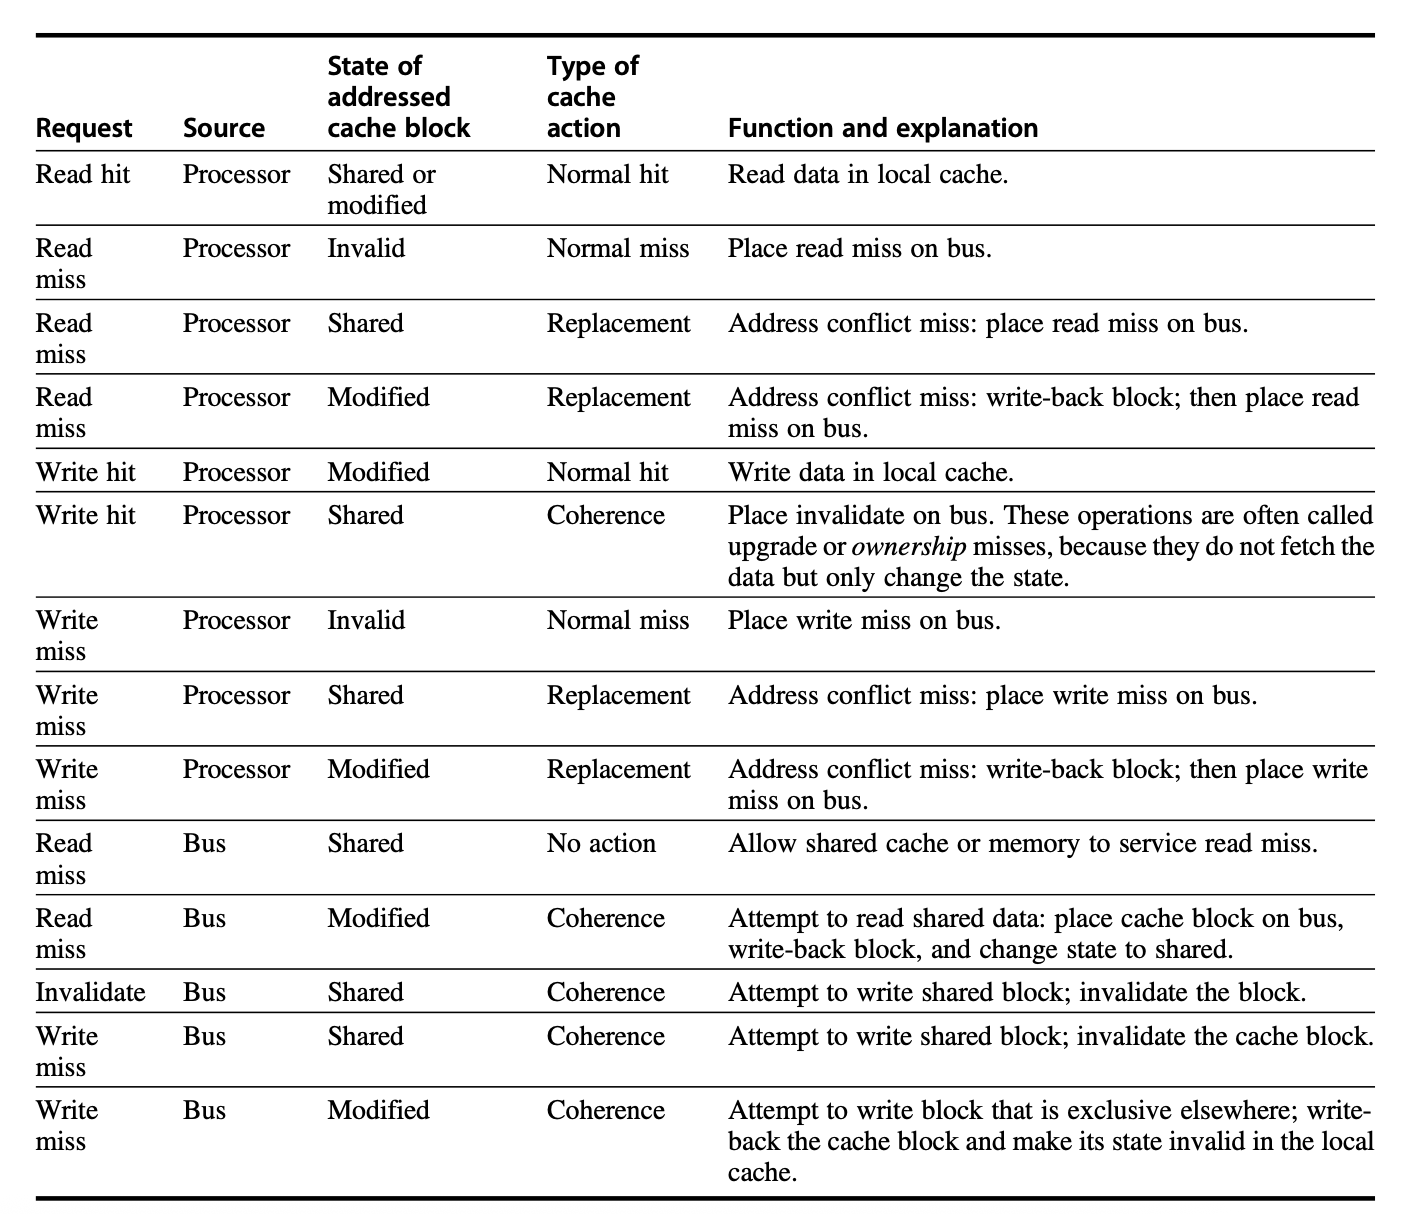 Request Source State of addressed cache block Type of cache action Function and explanation
Read hit Processor Shared or modified Normal hit Read data in local cache.
Read miss Processor Invalid Normal miss Place read miss on bus.
Read miss Processor Shared Replacement Address conflict miss: place read miss on bus.
Read miss Processor Modified Replacement Address conflict miss: write-back block; then place read miss on bus.
Write hit Processor Modified Normal hit Write data in local cache.
Write hit Processor Shared Coherence Place invalidate on bus. These operations are often called upgrade or ownership misses, because they do not fetch the data but only change the state.
Write miss Processor Invalid Normal miss Place write miss on bus.
Write miss Processor Shared Replacement Address conflict miss: place write miss on bus.
Write miss Processor Modified Replacement Address conflict miss: write-back block; then place write miss on bus.
Read miss Bus Shared No action Allow shared cache or memory to service read miss.
Read miss Bus Modified Coherence Attempt to read shared data: place cache block on bus, write-back block, and change state to shared.
Invalidate Bus Shared Coherence Attempt to write shared block; invalidate the block.
Write miss Bus Shared Coherence Attempt to write shared block; invalidate the cache block.
Write miss Bus Modified Coherence Attempt to write block that is exclusive elsewhere; write-back the cache block and make its state invalid in the local cache.